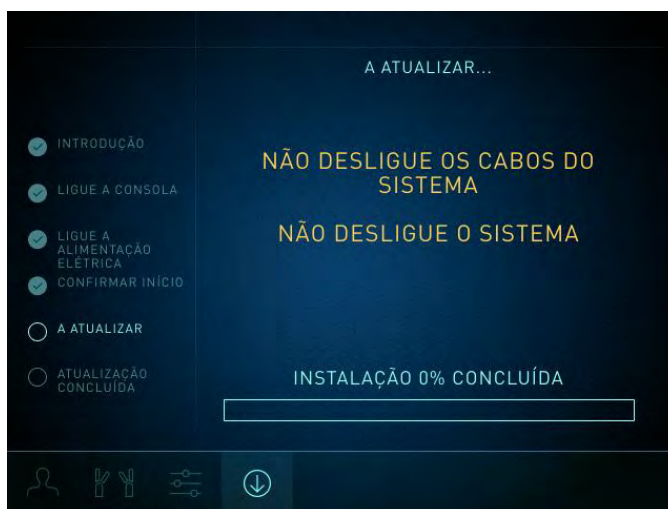 A ATUALIZAR...
INTRODUÇÃO
LIGUE A CONSOLA
LIGUE A
ALIMENTAÇÃO
ELÉTRICA
CONFIRMAR INÍCIO
A ATUALIZAR
ATUALIZAÇÃO
CONCLUÍDA
NÃO DESLIGUE OS CABOS DO
SISTEMA
NÃO DESLIGUE O SISTEMA
INSTALAÇÃO 0% CONCLUÍDA